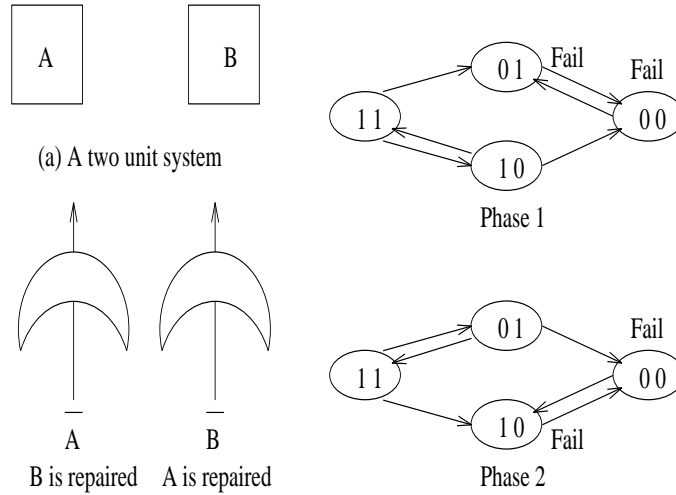 A
B
(a) A two unit system
A
B is repaired
B
A is repaired
0 1
Fail
Fail
1 1
0 0
1 0
Phase 1
0 1
Fail
1 1
0 0
1 0
Fail
Phase 2